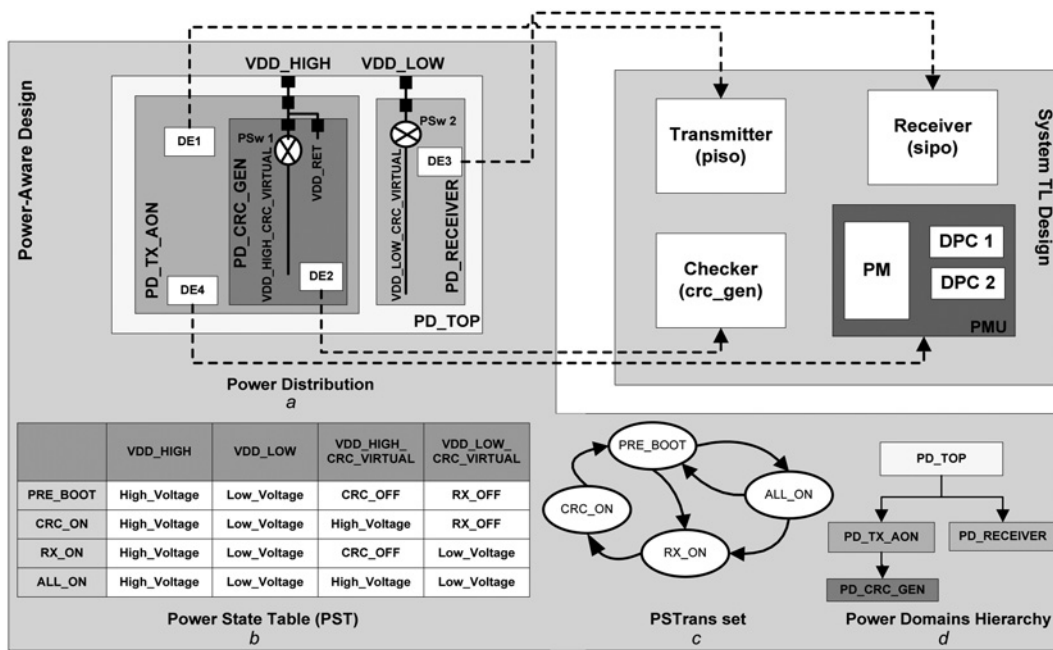 Power-Aware Design
VDD_HIGH
VDD_LOW
DE1
PSw 1
VDD_RET
PD_CRC_GEN
VDD_HIGH_CRC_VIRTUAL
PD_TX_AON
DE4
DE2
PSw 2
DE3
VDD_LOW_CRC_VIRTUAL
PD_RECEIVER
PD_TOP
Power Distribution
a
System TL Design
Transmitter
(piso)
Receiver
(sipo)
Checker
(crc_gen)
PM
DPC 1
DPC 2
PMU
VDD_HIGH VDD_LOW VDD_HIGH_ VDD_LOW_
CRC_VIRTUAL CRC_VIRTUAL
PRE_BOOT High_Voltage Low_Voltage CRC_OFF RX_OFF
CRC_ON High_Voltage Low_Voltage High_Voltage RX_OFF
RX_ON High_Voltage Low_Voltage CRC_OFF Low_Voltage
ALL_ON High_Voltage Low_Voltage High_Voltage Low_Voltage
Power State Table (PST)
b
PRE_BOOT
ALL_ON
CRC_ON
RX_ON
PSTrans set
c
PD_TOP
PD_TX_AON
PD_RECEIVER
PD_CRC_GEN
Power Domains Hierarchy
d